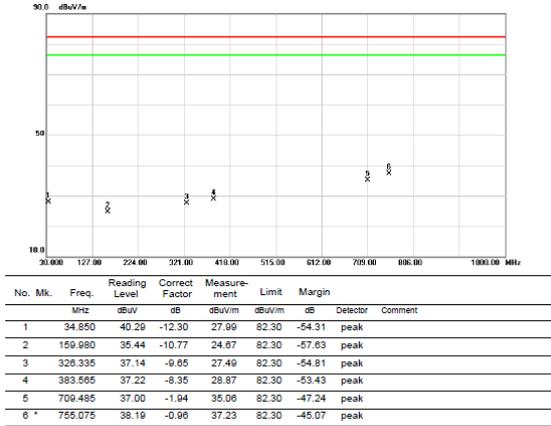 90.0 dBuV/m
50
10.0
1
2
3
4
5
6
30.000 127.00 224.00 321.00 418.00 515.00 612.00 709.00 806.00 1000.00 MHz
No. Mk. Freq. Reading Level Correct Factor Measure-ment Limit Margin
MHz dBuV dB dBuV/m dBuV/m dB Detector Comment
1 34.850 40.29 -12.30 27.99 82.30 -54.31 peak
2 159.980 35.44 -10.77 24.67 82.30 -57.63 peak
3 326.335 37.14 -9.65 27.49 82.30 -54.81 peak
4 383.565 37.22 -8.35 28.87 82.30 -53.43 peak
5 709.485 37.00 -1.94 35.06 82.30 -47.24 peak
6 * 755.075 38.19 -0.96 37.23 82.30 -45.07 peak